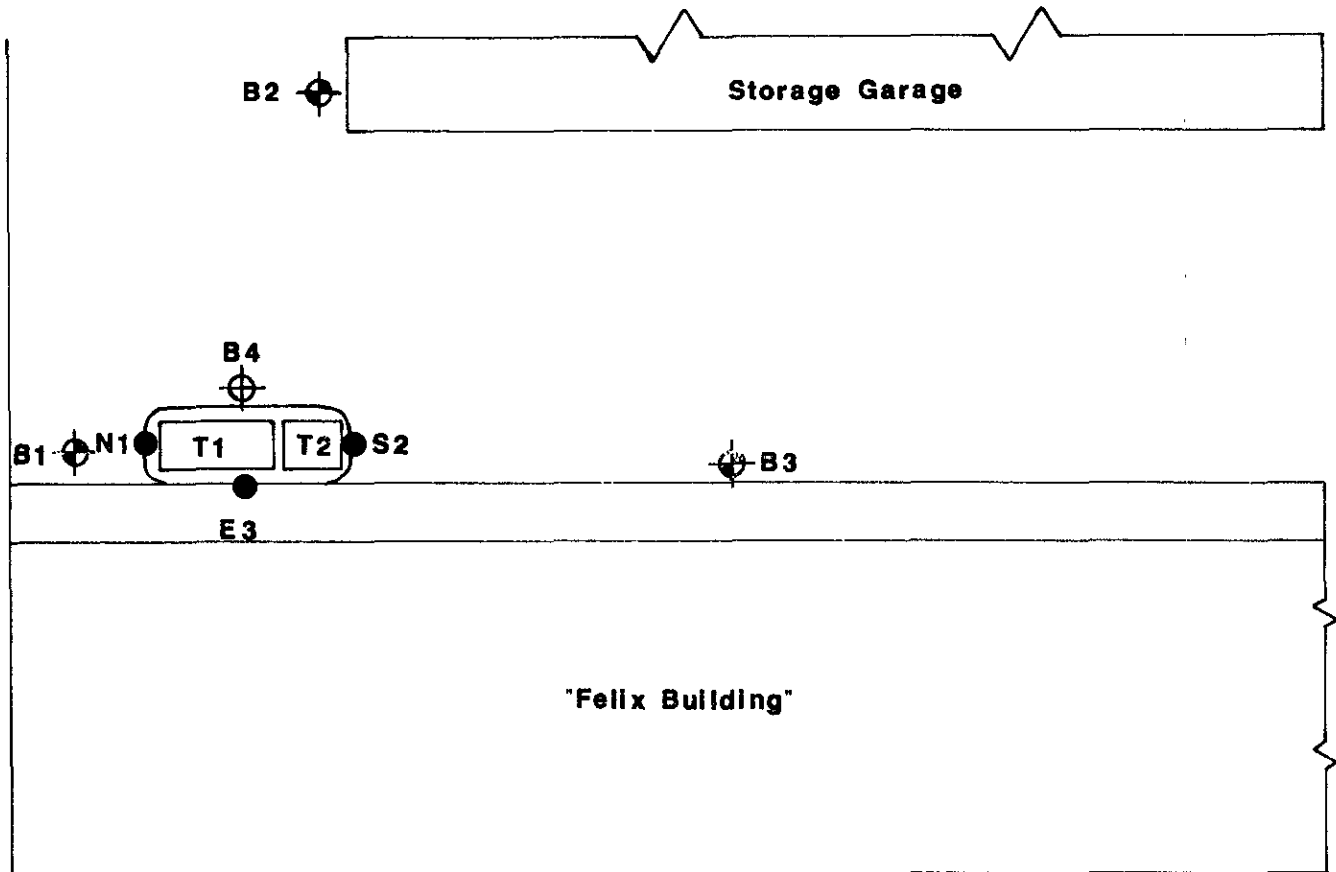 B2
Storage Garage
B4
B1
N1
T1
T2
S2
B3
E3
"Felix Building"